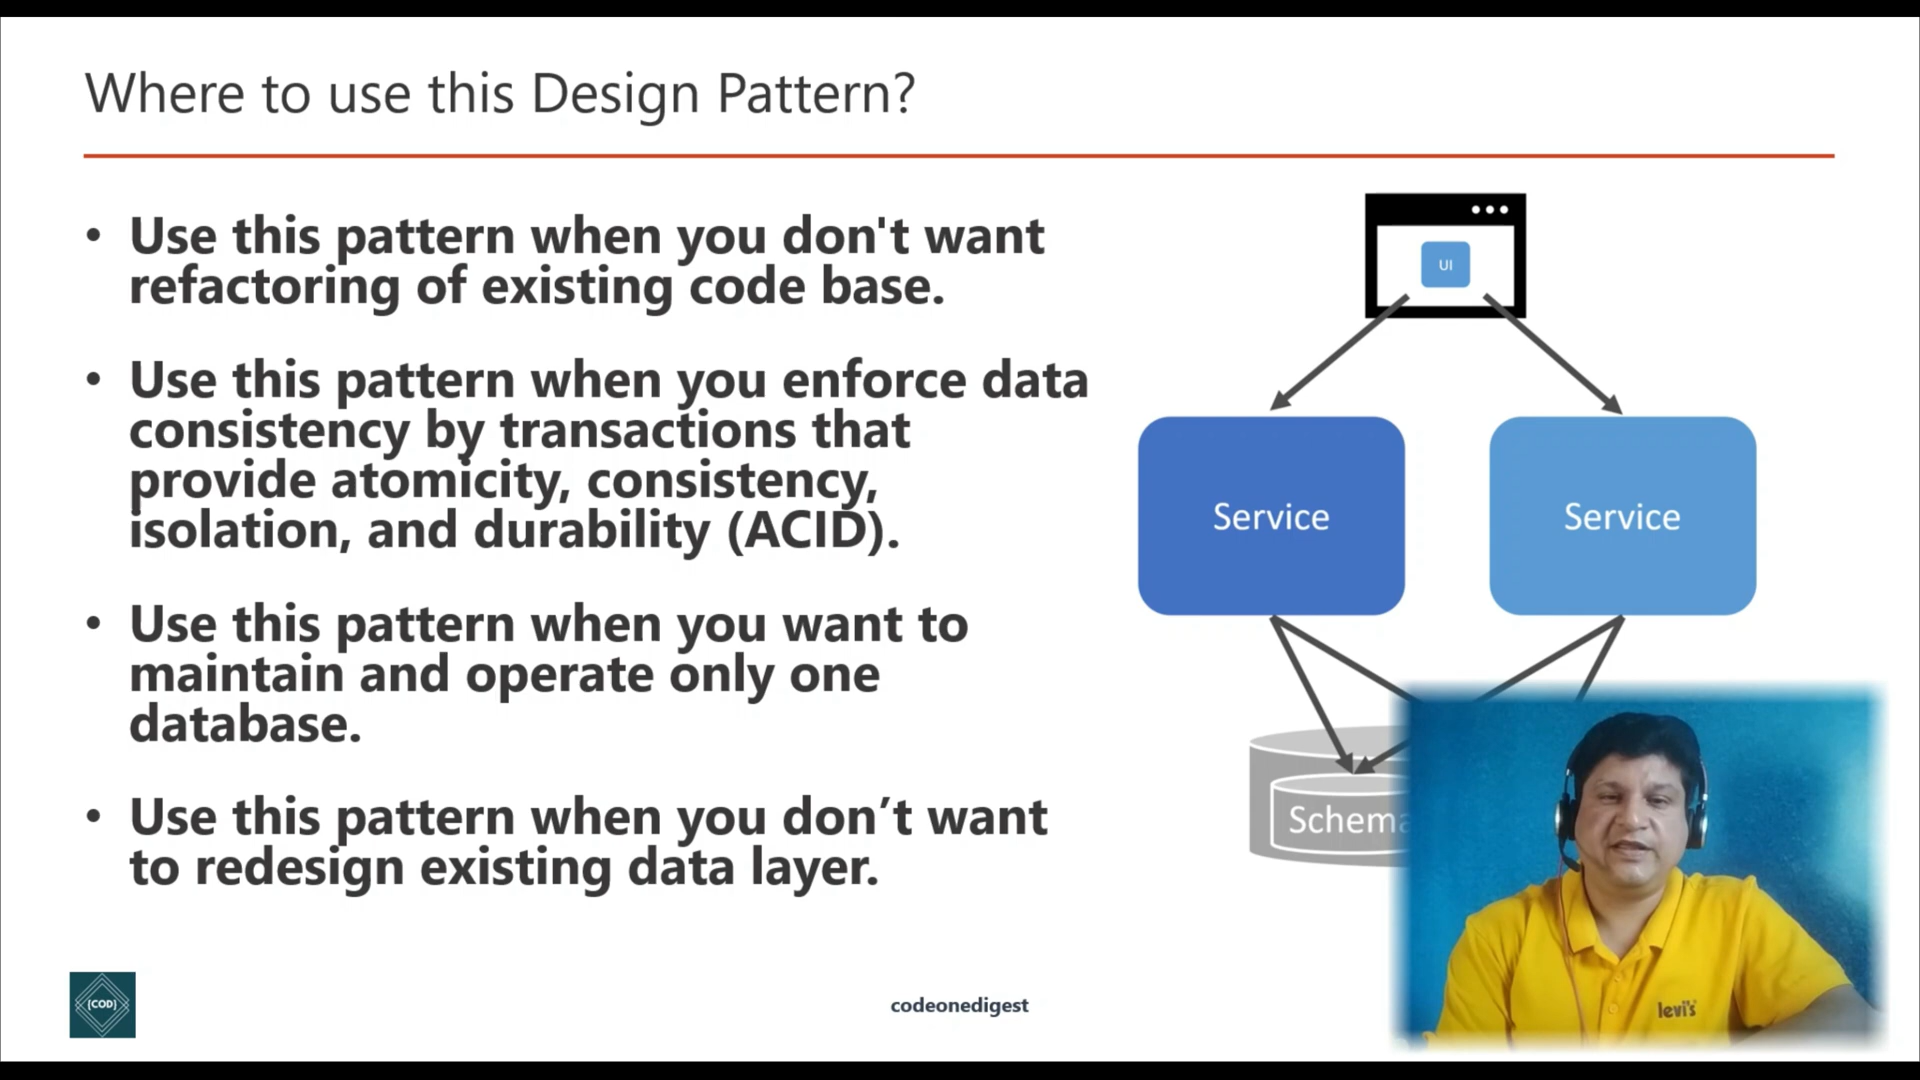 Where to use this Design Pattern?
• Use this pattern when you don't want
refactoring of existing code base.
• Use this pattern when you enforce data
consistency by transactions that
provide atomicity, consistency,
isolation, and durability (ACID).
• Use this pattern when you want to
maintain and operate only one
database.
• Use this pattern when you don’t want
to redesign existing data layer.
UI
Service
Service
Schema
levi's
{COD}
codeonedigest